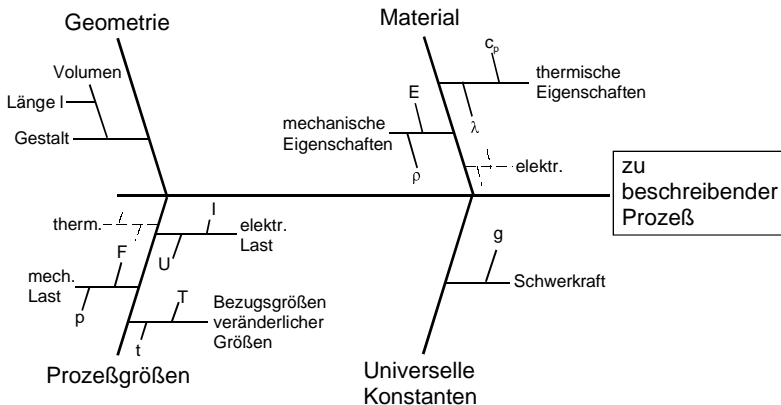 Geometrie
Material
Volumen
Länge l
Gestalt
c_p
thermische
Eigenschaften
E
λ
mechanische
Eigenschaften
ρ
elektr.
zu
beschreibender
Prozeß
therm.
I
elektr.
Last
U
F
mech.
Last
p
T
Bezugsgrößen
veränderlicher
Größen
t
g
Schwerkraft
Prozeßgrößen
Universelle
Konstanten